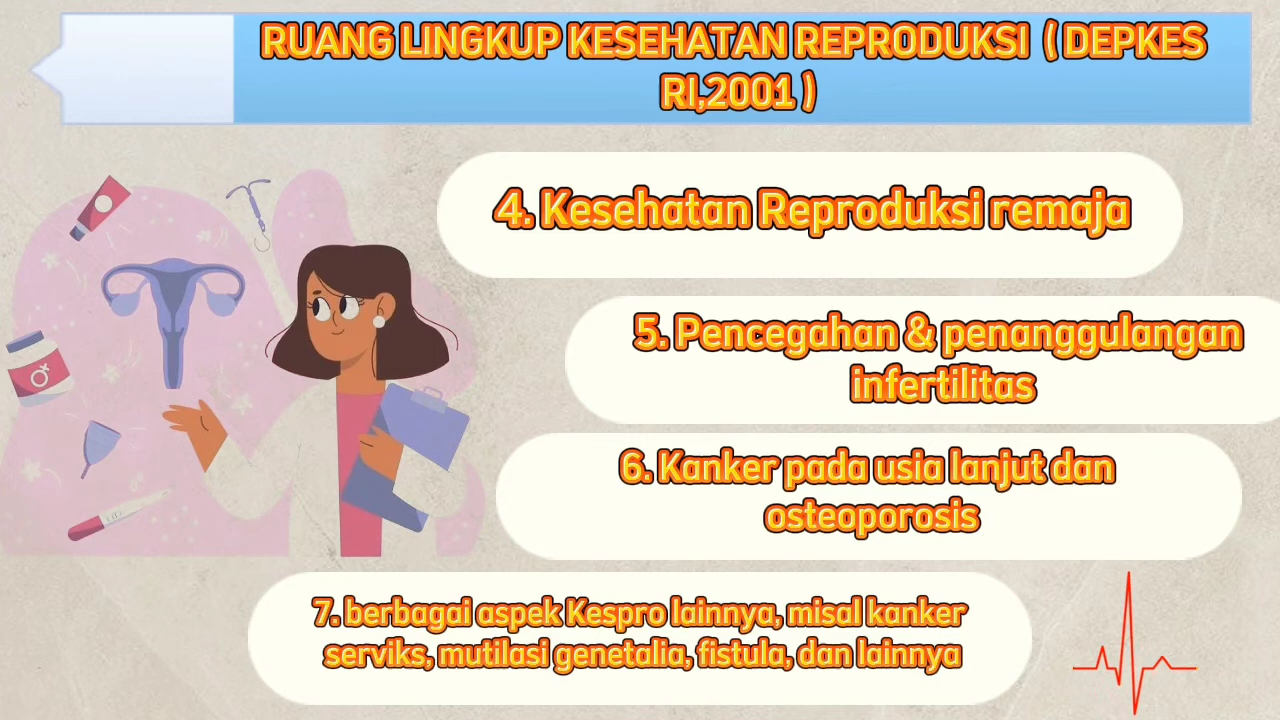 RUANG LINGKUP KESEHATAN REPRODUKSI ( DEPKES
RI,2001 )
4. Kesehatan Reproduksi remaja
5. Pencegahan & penanggulangan
infertilitas
6. Kanker pada usia lanjut dan
osteoporosis
7. berbagai aspek Kespro lainnya, misal kanker
serviks, mutilasi genetalia, fistula, dan lainnya